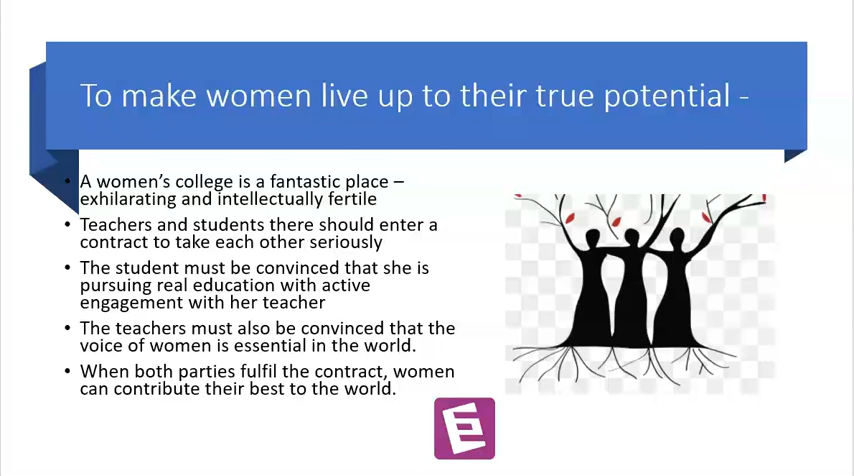 To make women live up to their true potential -
• A women’s college is a fantastic place –
exhilarating and intellectually fertile
• Teachers and students there should enter a
contract to take each other seriously
• The student must be convinced that she is
pursuing real education with active
engagement with her teacher
• The teachers must also be convinced that the
voice of women is essential in the world.
• When both parties fulfil the contract, women
can contribute their best to the world.
E